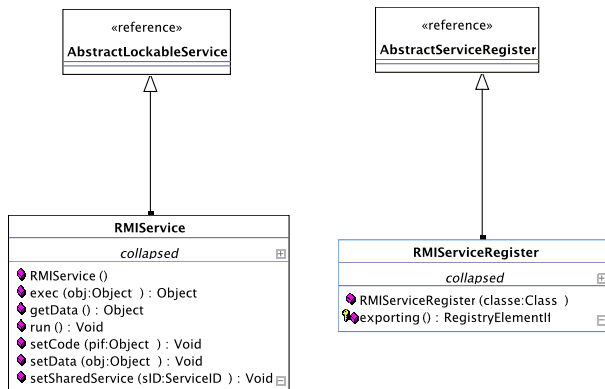 «reference»
AbstractLockableService
RMIService
collapsed
RMIService ()
exec (obj:Object ) : Object
getData () : Object
run () : Void
setCode (pif:Object ) : Void
setData (obj:Object ) : Void
setSharedService (sID:ServiceID ) : Void
«reference»
AbstractServiceRegister
RMIServiceRegister
collapsed
RMIServiceRegister (classe:Class )
exporting () :